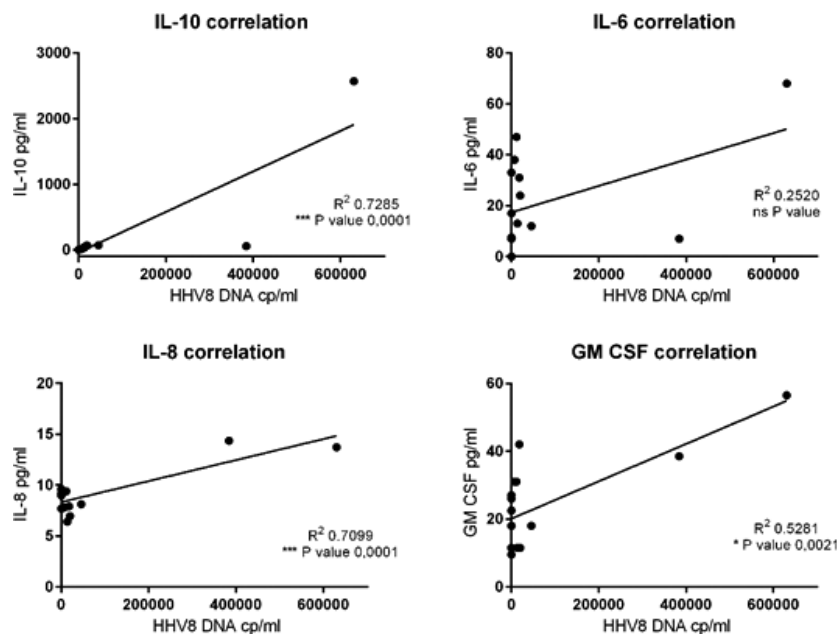 IL-10 correlation
3000
2000
1000
0
IL-10 pg/ml
R² 0.7285
*** P value 0,0001
0 200000 400000 600000
HHV8 DNA cp/ml
IL-6 correlation
60
40
20
0
80
IL-6 pg/ml
R² 0.2520
ns P value
0 200000 400000 600000
HHV8 DNA cp/ml
IL-8 correlation
20
15
10
5
0
IL-8 pg/ml
R² 0.7099
*** P value 0,0001
0 200000 400000 600000
HHV8 DNA cp/ml
GM CSF correlation
60
40
20
0
GM CSF pg/ml
R² 0.5281
* P value 0,0021
0 200000 400000 600000
HHV8 DNA cp/ml